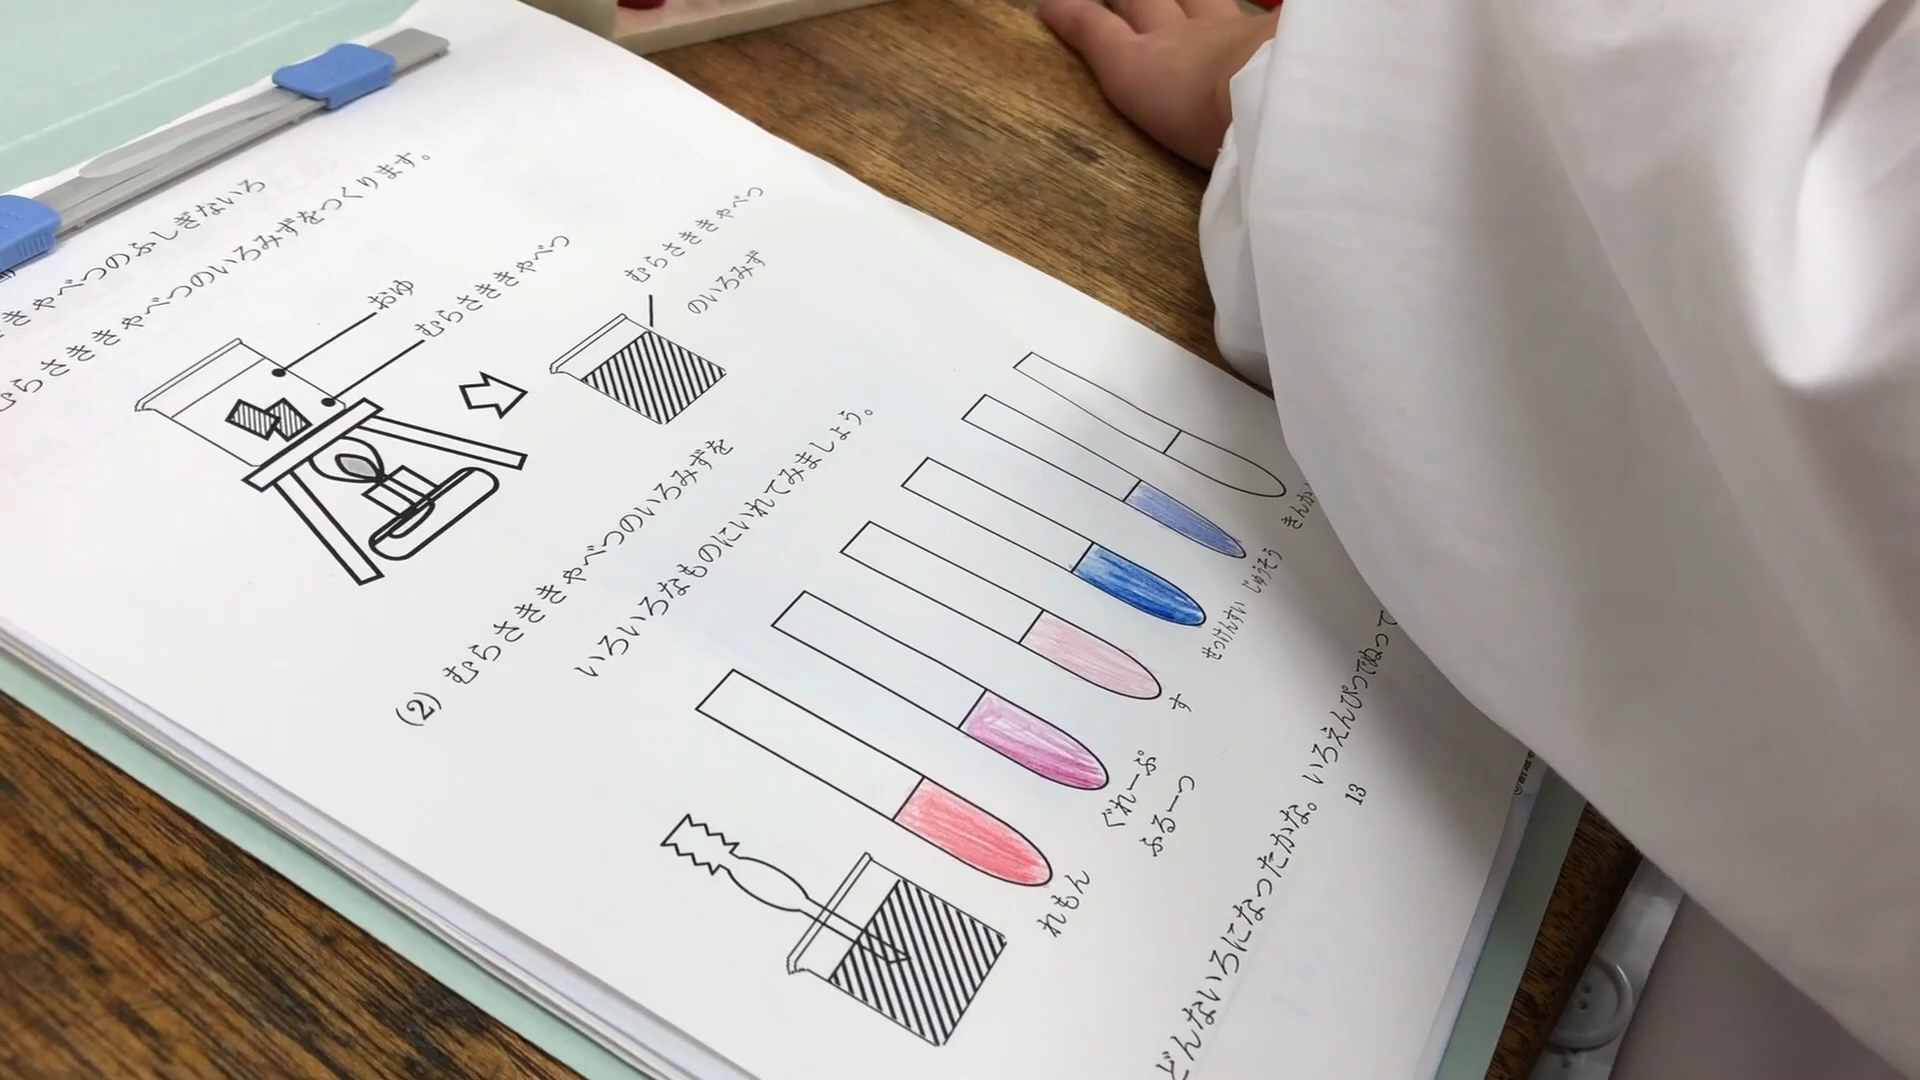 きゃべつのふしぎないろ
むらさききゃべつのいろみずをつくります。
おゆ
むらさききゃべつ
むらさききゃべつ
のいろみず
(2) むらさききゃべつのいろみずを
いろいろなものにいれてみましょう。
れもん
ぐれーぷ
ふるーつ
す
せっけんすい
じゅうそう
きんか
どんないろになったかな。いろえんぴつでぬって
13